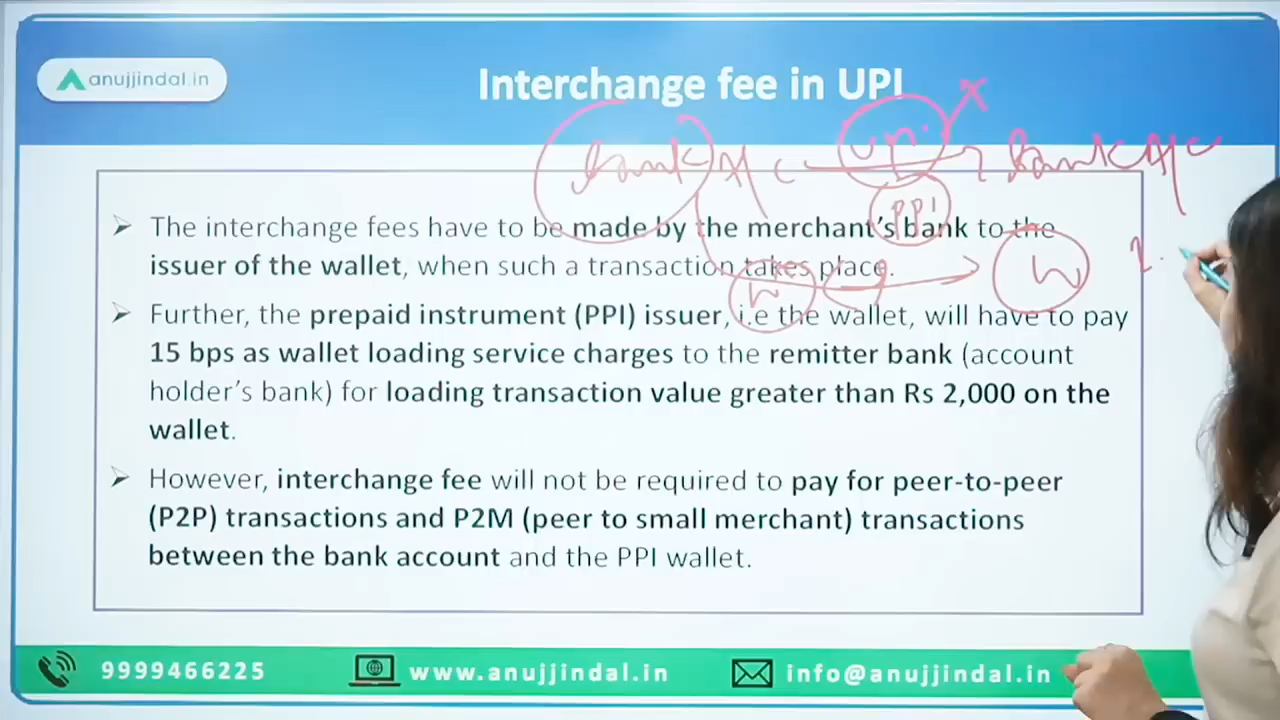 anujjindal.in
Interchange fee in UPI
bank A/c UPI bank A/c
PPI
➤ The interchange fees have to be made by the merchant's bank to the
issuer of the wallet, when such a transaction takes place.
W W
➤ Further, the prepaid instrument (PPI) issuer, i.e the wallet, will have to pay
15 bps as wallet loading service charges to the remitter bank (account
holder's bank) for loading transaction value greater than Rs 2,000 on the
wallet.
➤ However, interchange fee will not be required to pay for peer-to-peer
(P2P) transactions and P2M (peer to small merchant) transactions
between the bank account and the PPI wallet.
9999466225 www.anujjindal.in info@anujjindal.in